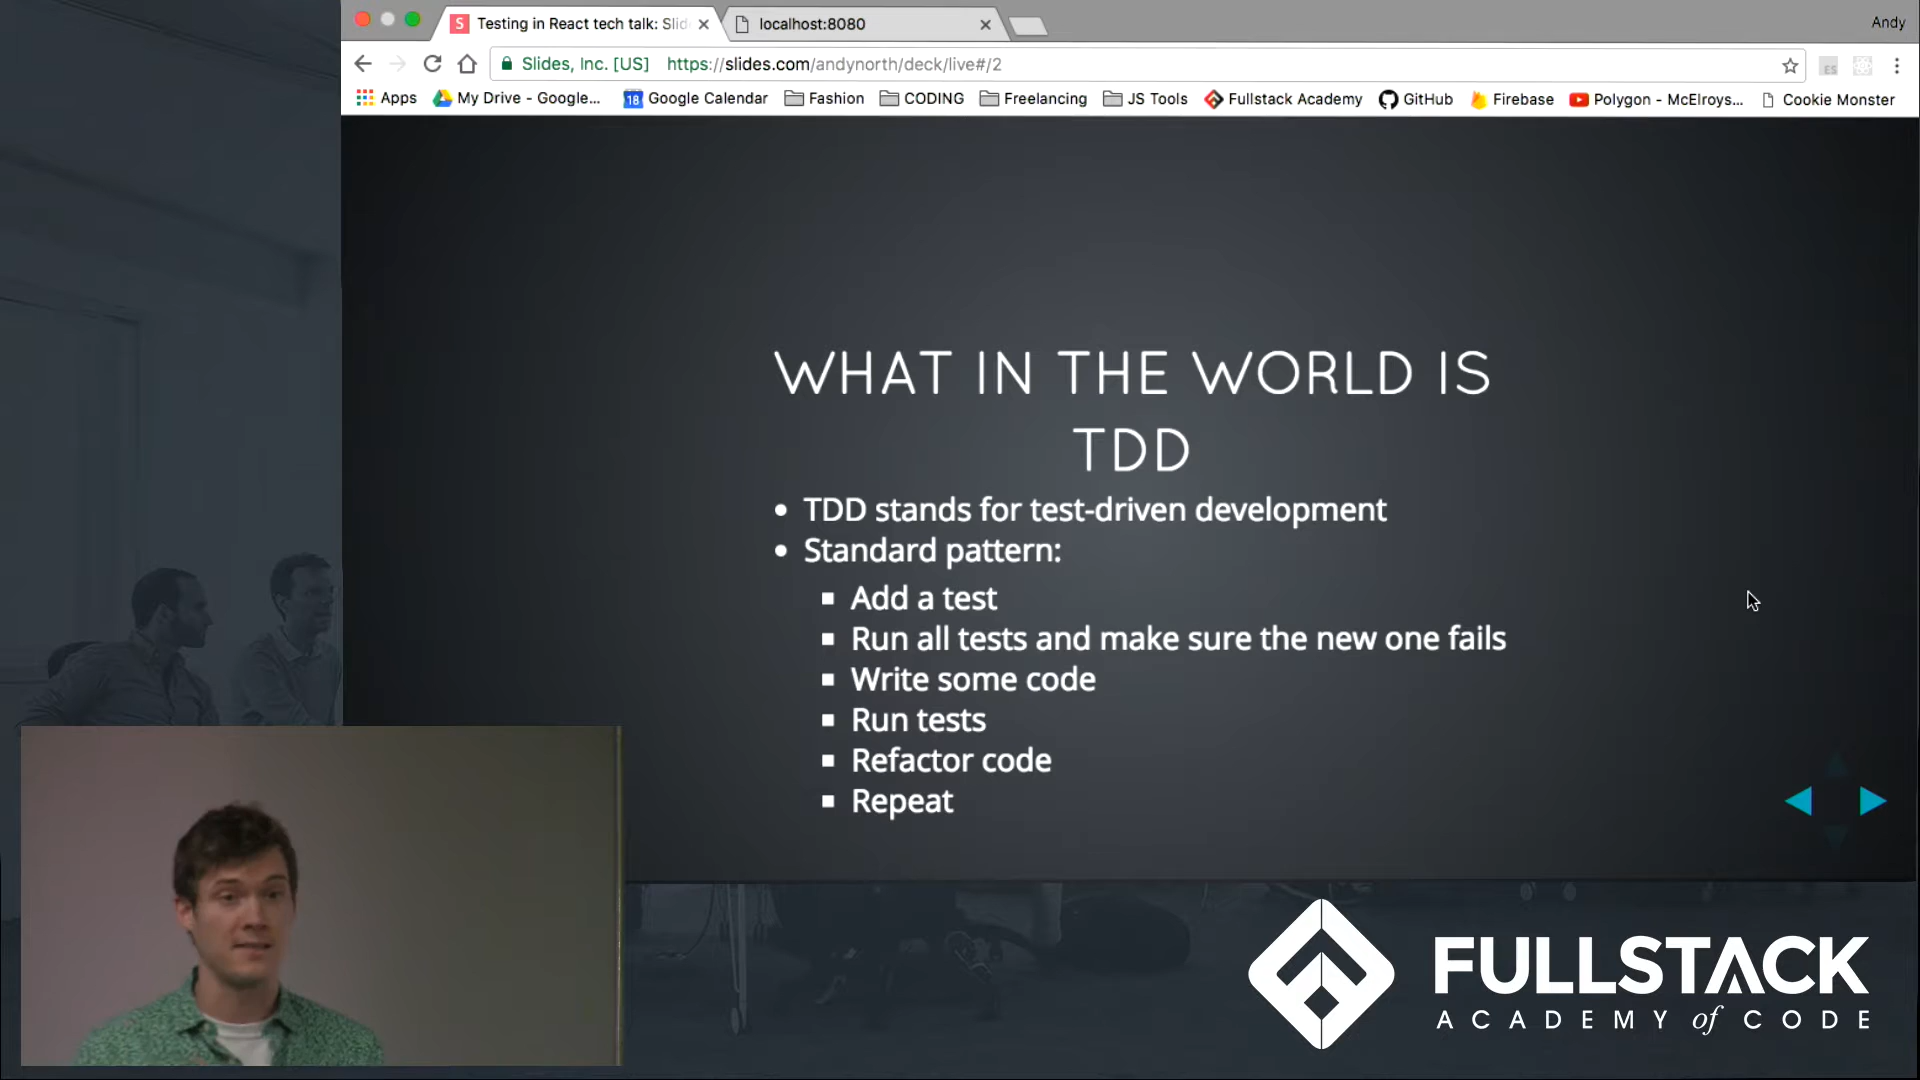 Testing in React tech talk: Slid
localhost:8080
Andy
Slides, Inc. [US] https://slides.com/andynorth/deck/live#/2
Apps My Drive - Google... 18 Google Calendar Fashion CODING Freelancing JS Tools Fullstack Academy GitHub Firebase Polygon - McElroys... Cookie Monster
WHAT IN THE WORLD IS
TDD
TDD stands for test-driven development
Standard pattern:
Add a test
Run all tests and make sure the new one fails
Write some code
Run tests
Refactor code
Repeat
FULLSTACK
ACADEMY of CODE